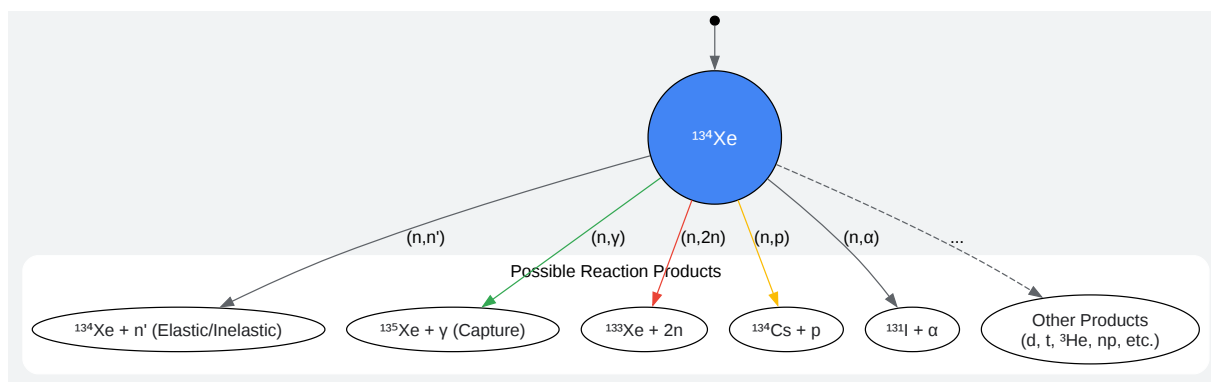 ¹³⁴Xe
(n,n')
(n,γ)
(n,2n)
(n,p)
(n,α)
...
Possible Reaction Products
¹³⁴Xe + n' (Elastic/Inelastic)
¹³⁵Xe + γ (Capture)
¹³³Xe + 2n
¹³⁴Cs + p
¹³¹I + α
Other Products
(d, t, ³He, np, etc.)